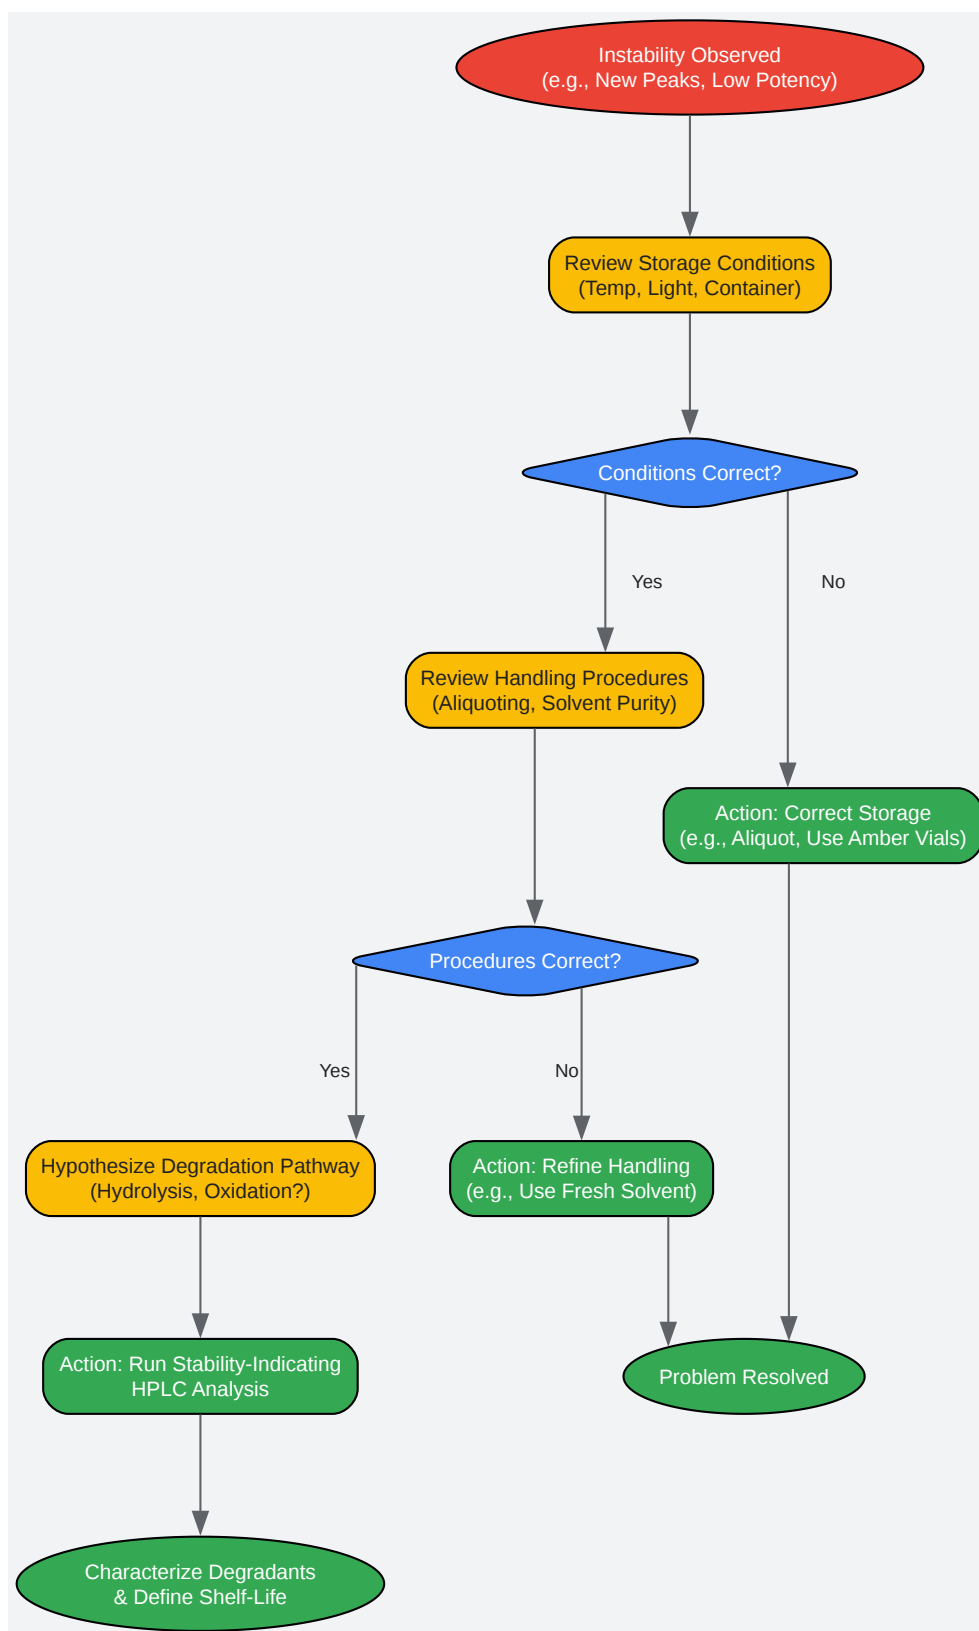 Instability Observed
(e.g., New Peaks, Low Potency)
Review Storage Conditions
(Temp, Light, Container)
Conditions Correct?
Yes
No
Review Handling Procedures
(Aliquoting, Solvent Purity)
Action: Correct Storage
(e.g., Aliquot, Use Amber Vials)
Procedures Correct?
Yes
No
Hypothesize Degradation Pathway
(Hydrolysis, Oxidation?)
Action: Refine Handling
(e.g., Use Fresh Solvent)
Action: Run Stability-Indicating
HPLC Analysis
Problem Resolved
Characterize Degradants
& Define Shelf-Life